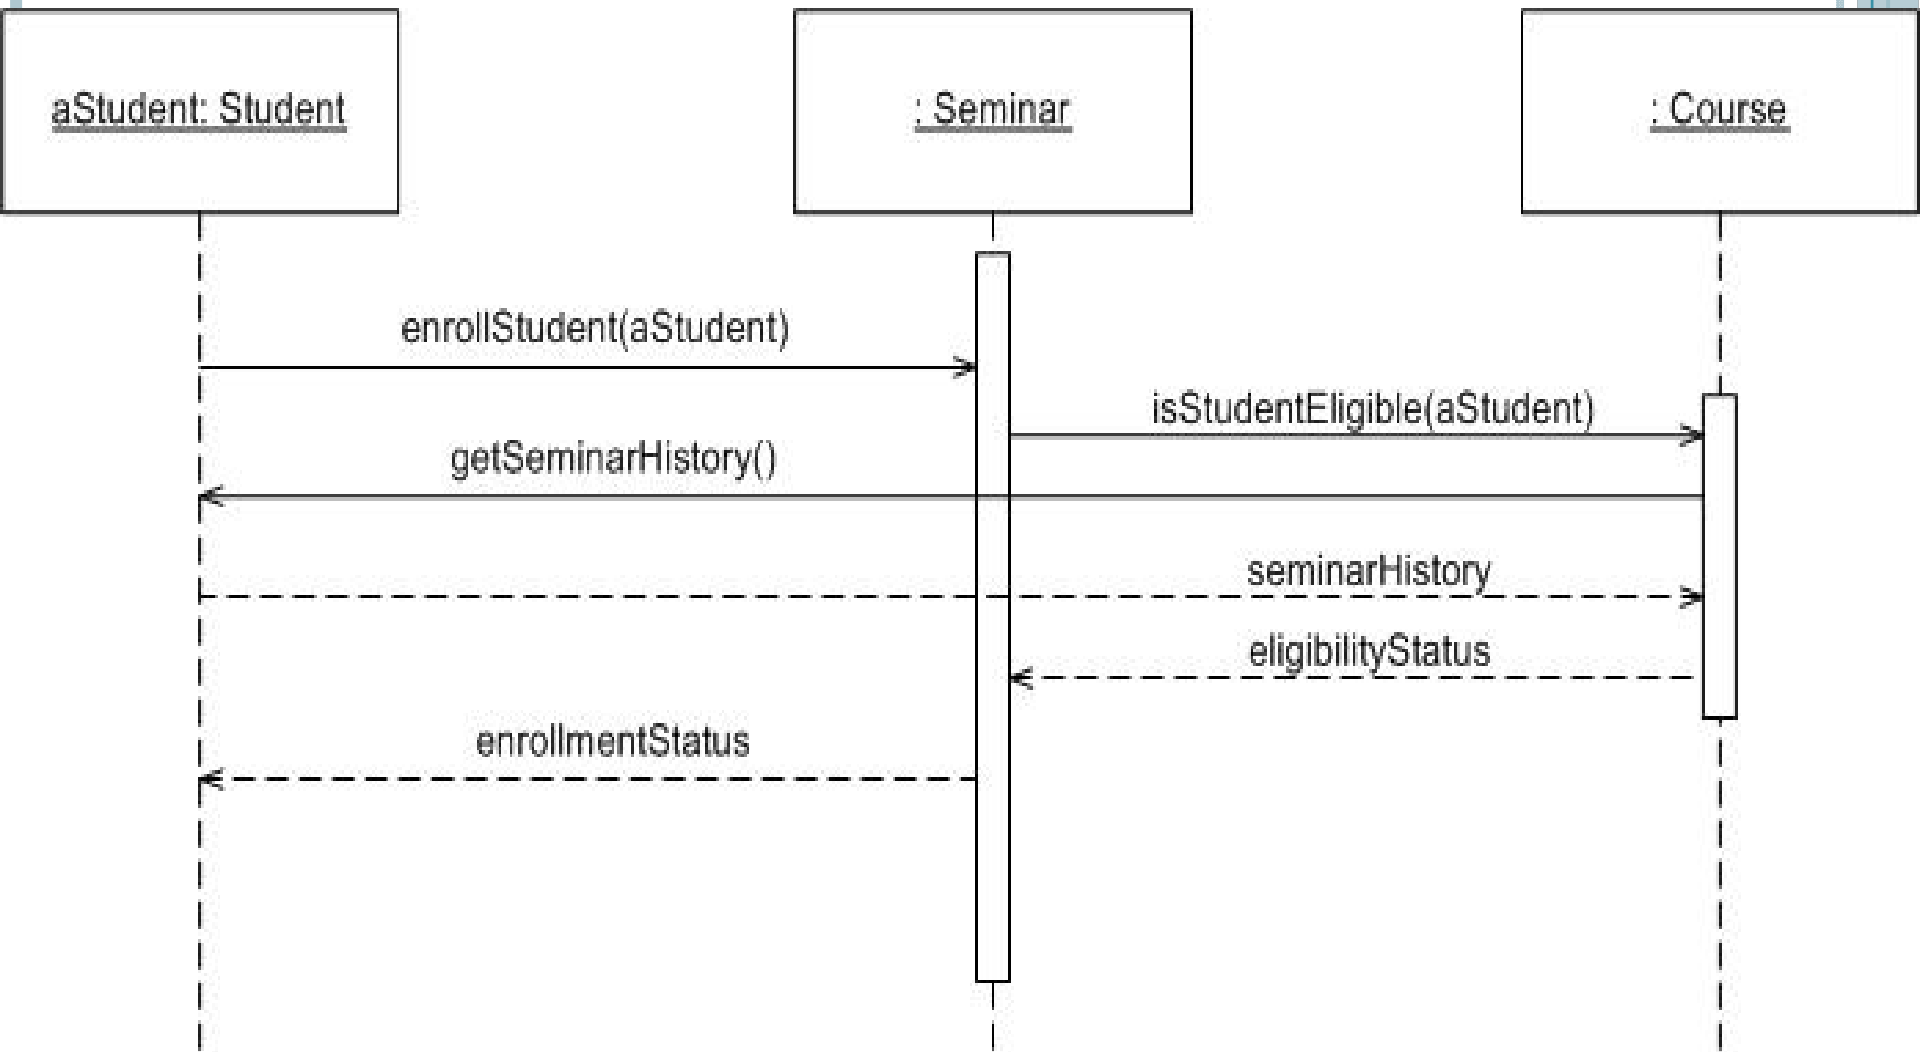 aStudent: Student
: Seminar
: Course
enrollStudent(aStudent)
isStudentEligible(aStudent)
getSeminarHistory()
seminarHistory
eligibilityStatus
enrollmentStatus